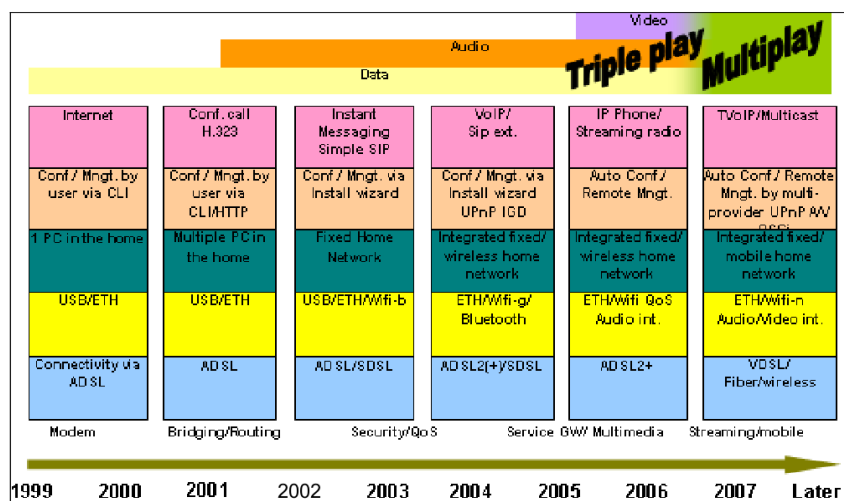 Video
Audio
Triple play
Multiplay
Data
Internet
Conf. call
H.323
Instant
Messaging
Simple SIP
VoIP/
Sip ext.
IP Phone/
Streaming radio
TVoIP/Multicast
Conf / Mngt. by
user via CLI
Conf / Mngt. by
user via
CLI/HTTP
Conf / Mngt. via
Install wizard
Conf / Mngt. via
Install wizard
UPnP IGD
Auto Conf /
Remote Mngt.
Auto Conf / Remote
Mngt. by multi-
provider UPnP A/V
1 PC in the home
Multiple PC in
the home
Fixed Home
Network
Integrated fixed/
wireless home
network
Integrated fixed/
wireless home
network
Integrated fixed/
mobile home
network
USB/ETH
USB/ETH
USB/ETH/Wifi-b
ETH/Wifi-g/
Bluetooth
ETH/Wifi QoS
Audio int.
ETH/Wifi-n
Audio/Video int.
Connectivity via
ADSL
ADSL
ADSL/SDSL
ADSL2(+)/SDSL
ADSL2+
VDSL/
Fiber/wireless
Modem
Bridging/Routing
Security/QoS
Service GW/ Multimedia
Streaming/mobile
1999 2000 2001 2002 2003 2004 2005 2006 2007 Later